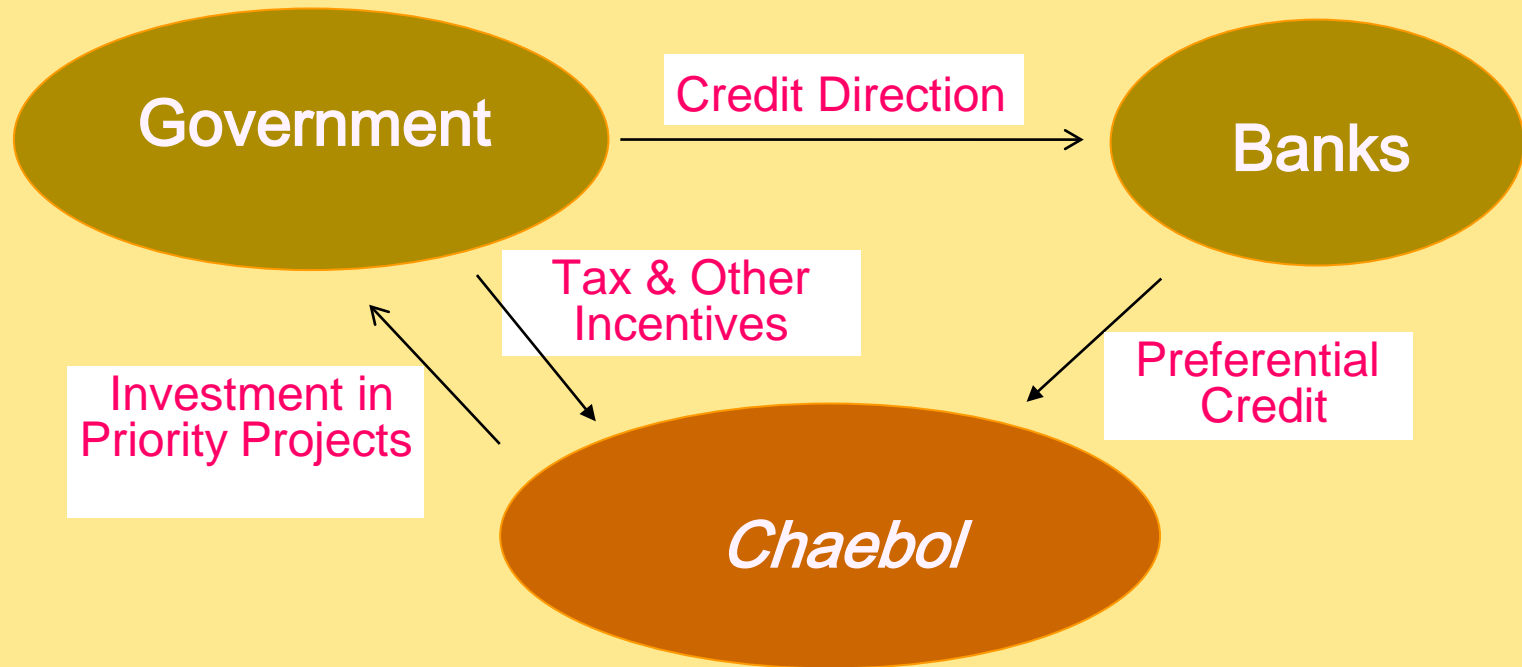 Government
Credit Direction
Banks
Tax & Other
Incentives
Investment in
Priority Projects
Preferential
Credit
Chaebol